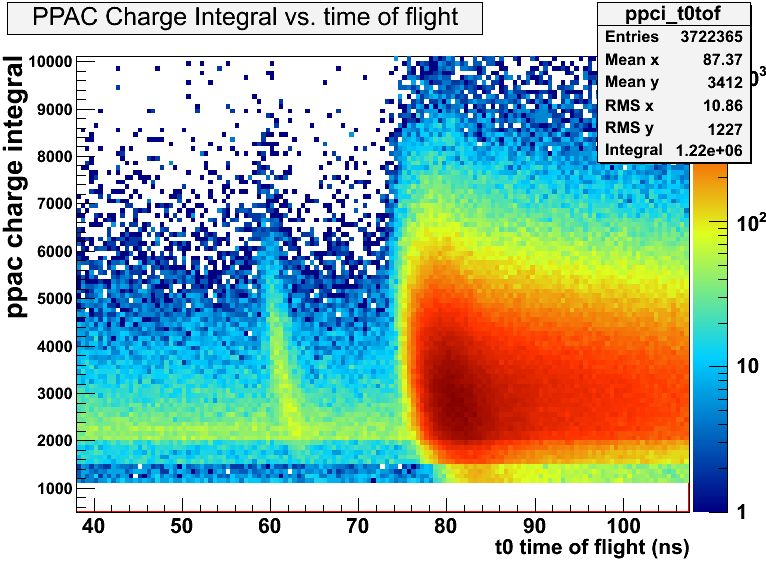 PPAC Charge Integral vs. time of flight
ppci_t0tof
Entries 3722365
Mean x 87.37
Mean y 3412
RMS x 10.86
RMS y 1227
Integral 1.22e+06
ppac charge integral
10000
9000
8000
7000
6000
5000
4000
3000
2000
1000
40 50 60 70 80 90 100
t0 time of flight (ns)
10²
10
1